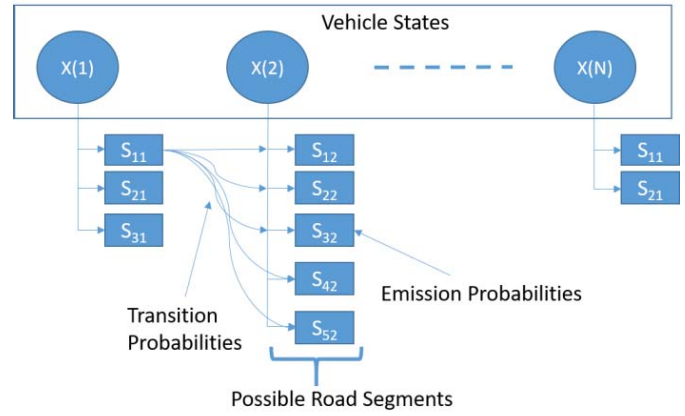 Vehicle States
X(1)
X(2)
X(N)
S11
S12
S11
S21
S22
S21
S31
S32
S42
Emission Probabilities
Transition
Probabilities
S52
Possible Road Segments